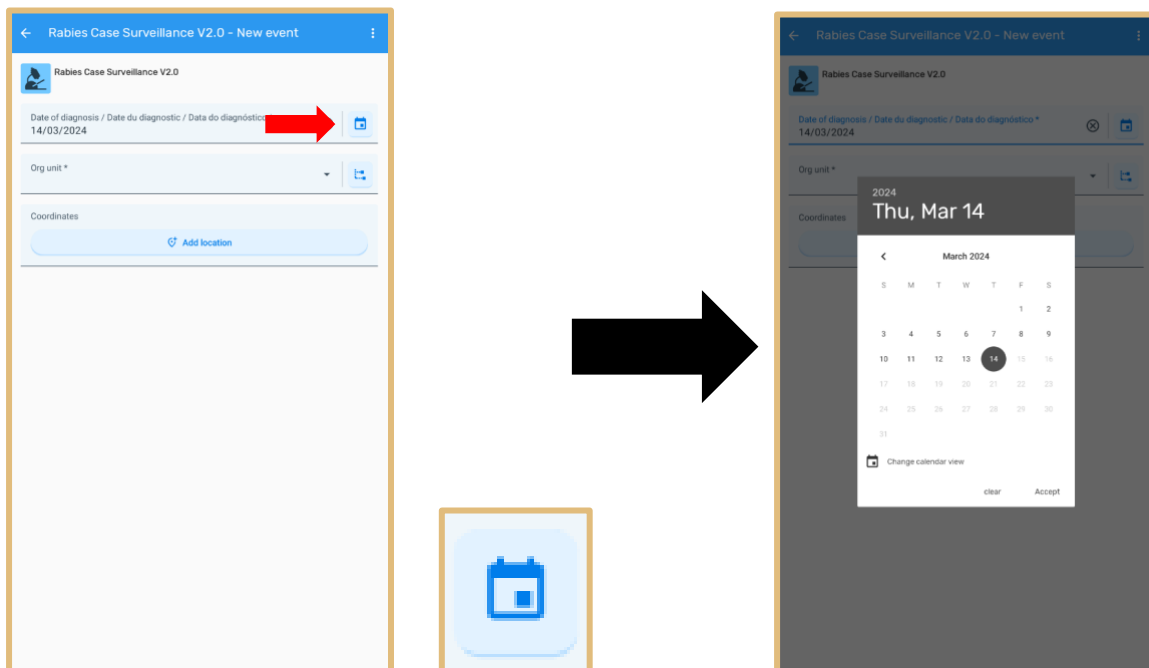 Rabies Case Surveillance V2.0 - New event
Rabies Case Surveillance V2.0
Date of diagnosis / Date du diagnostic / Data do diagnóstico
14/03/2024
Org unit *
Coordinates
Add location
Rabies Case Surveillance V2.0 - New event
Rabies Case Surveillance V2.0
Date of diagnosis / Date du diagnostic / Data do diagnóstico *
14/03/2024
Org unit *
Coordinates
2024
Thu, Mar 14
March 2024
S M T W T F S
1 2
3 4 5 6 7 8 9
10 11 12 13 14 15 16
17 18 19 20 21 22 23
24 25 26 27 28 29 30
31
Change calendar view
clear Accept